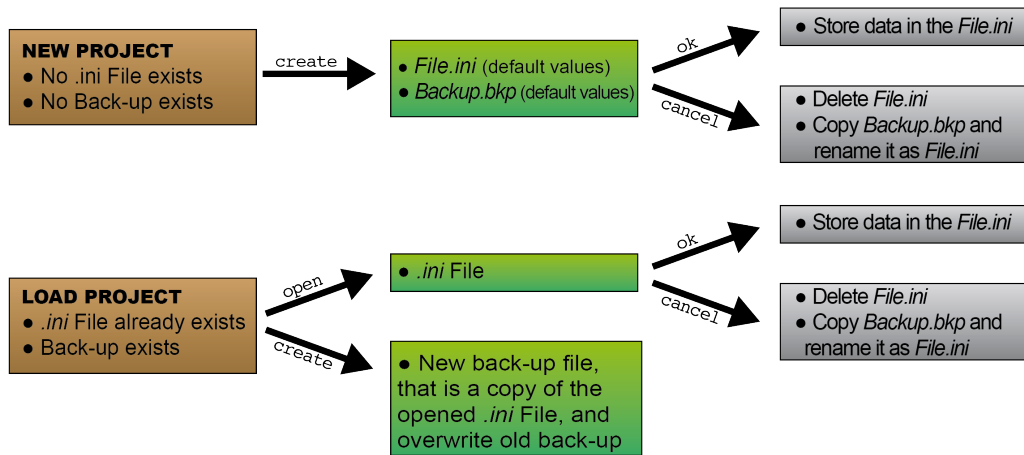 NEW PROJECT
● No .ini File exists
● No Back-up exists
create
● File.ini (default values)
● Backup.bkp (default values)
ok
cancel
● Store data in the File.ini
● Delete File.ini
● Copy Backup.bkp and
rename it as File.ini
LOAD PROJECT
● .ini File already exists
● Back-up exists
open
create
● .ini File
● New back-up file,
that is a copy of the
opened .ini File, and
overwrite old back-up
ok
cancel
● Store data in the File.ini
● Delete File.ini
● Copy Backup.bkp and
rename it as File.ini